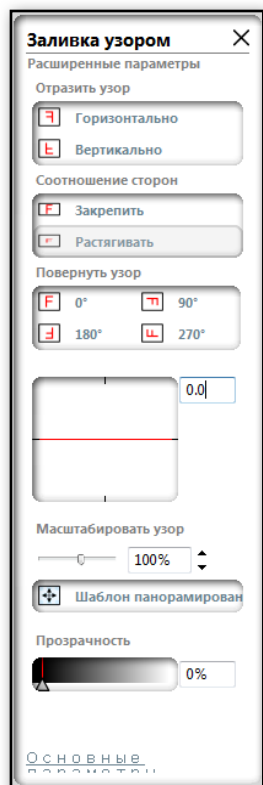 Заливка узором
Расширенные параметры
Отразить узор
Горизонтально
Вертикально
Соотношение сторон
Закрепить
Растягивать
Повернуть узор
0° 90°
180° 270°
0.0
Масштабировать узор
100%
Шаблон панорамирован
Прозрачность
0%
Основные
параметры